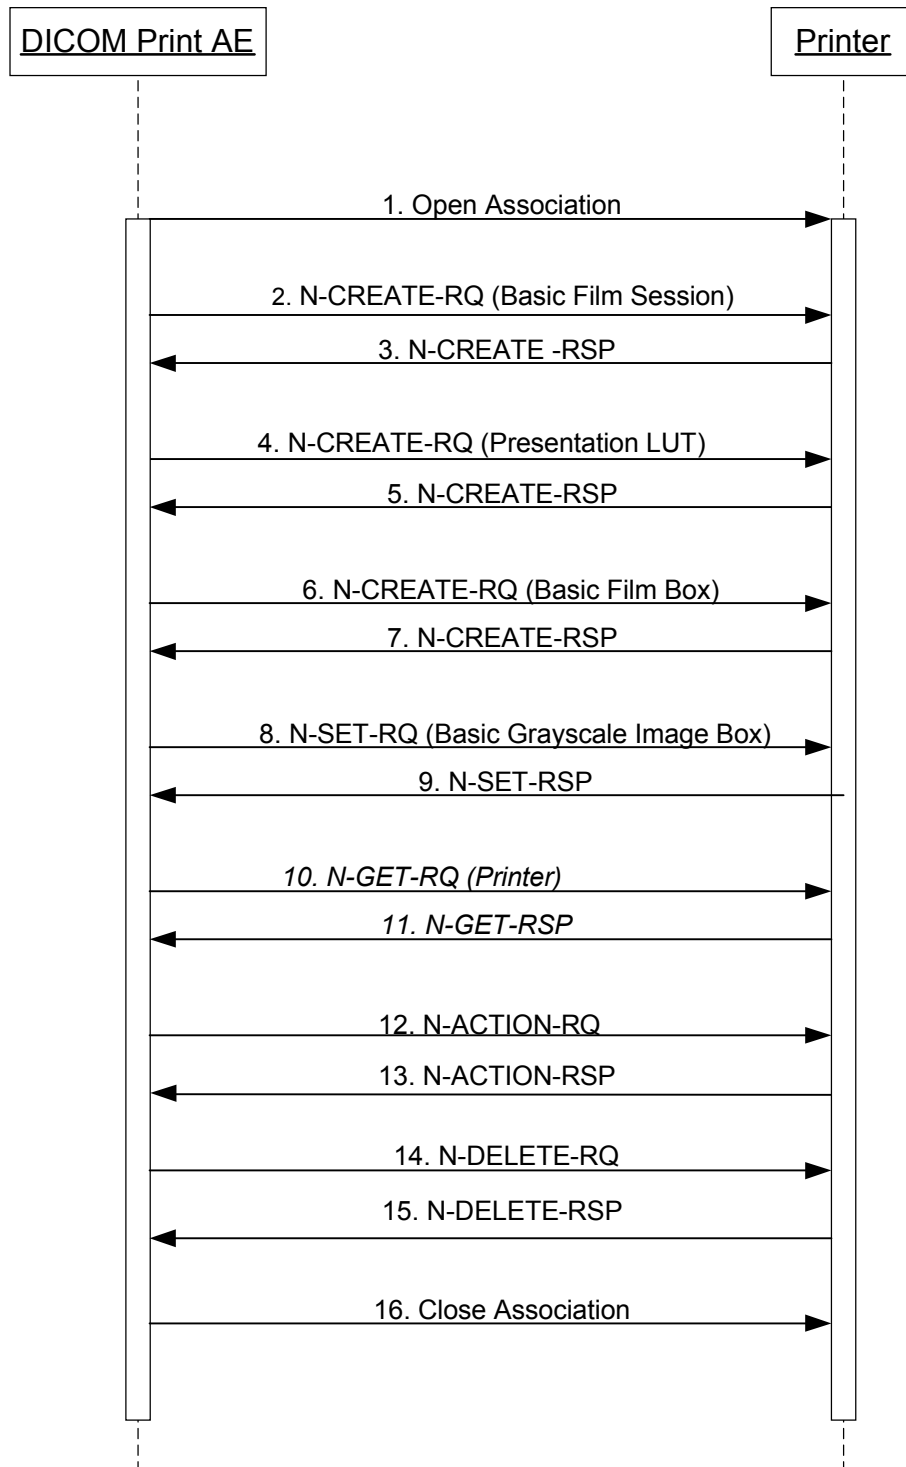 DICOM Print AE
Printer
1. Open Association
2. N-CREATE-RQ (Basic Film Session)
3. N-CREATE -RSP
4. N-CREATE-RQ (Presentation LUT)
5. N-CREATE-RSP
6. N-CREATE-RQ (Basic Film Box)
7. N-CREATE-RSP
8. N-SET-RQ (Basic Grayscale Image Box)
9. N-SET-RSP
10. N-GET-RQ (Printer)
11. N-GET-RSP
12. N-ACTION-RQ
13. N-ACTION-RSP
14. N-DELETE-RQ
15. N-DELETE-RSP
16. Close Association